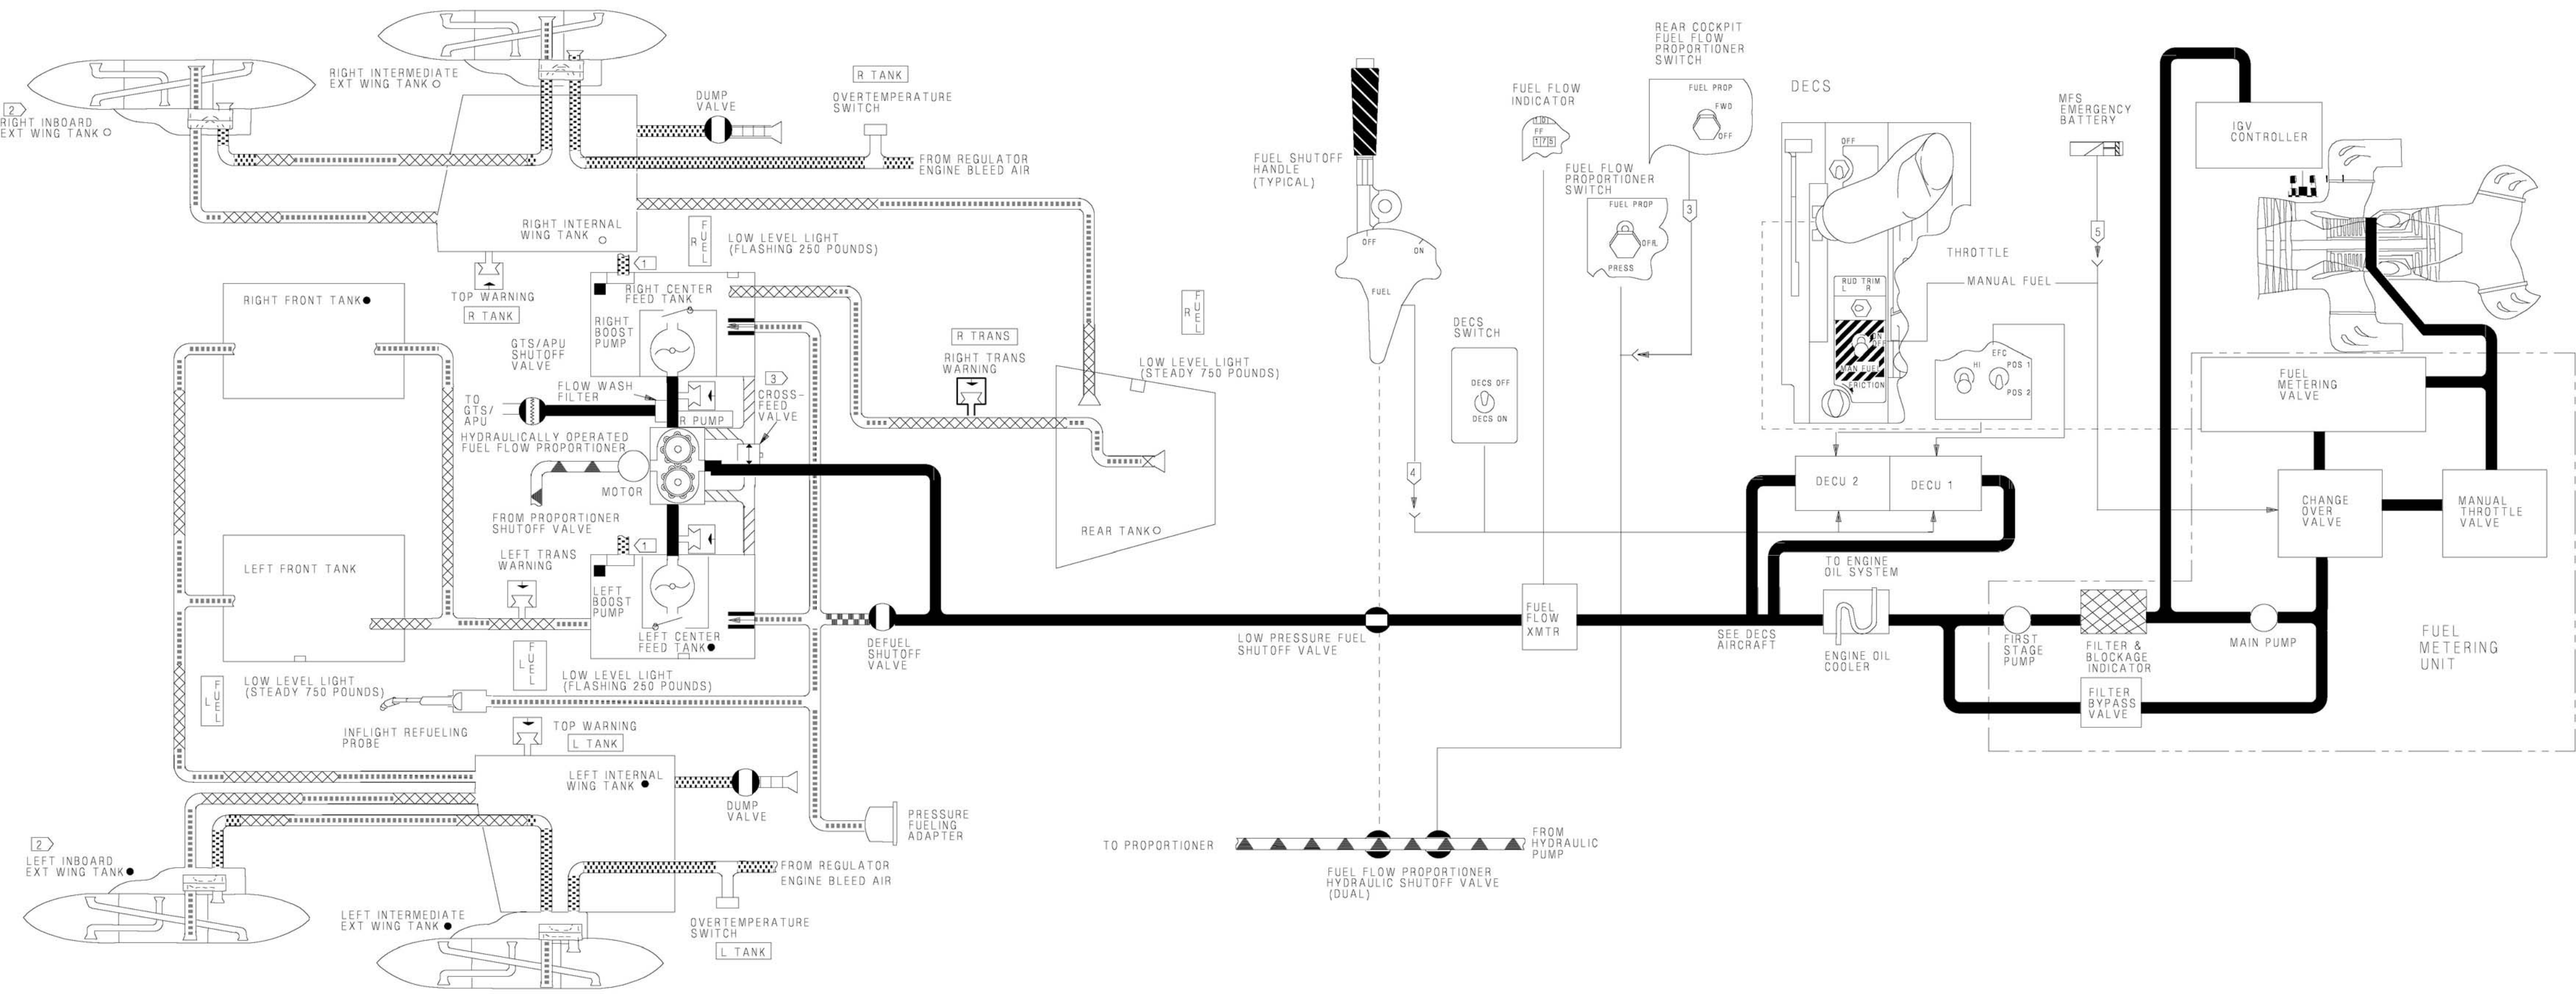 RIGHT INTERMEDIATE
EXT WING TANK
2
RIGHT INBOARD
EXT WING TANK
R TANK
OVERTEMPERATURE
SWITCH
DUMP
VALVE
FROM REGULATOR
ENGINE BLEED AIR
RIGHT INTERNAL
WING TANK
TOP WARNING
R TANK
R
FUEL
LOW LEVEL LIGHT
(FLASHING 250 POUNDS)
1
RIGHT FRONT TANK
RIGHT CENTER
FEED TANK
RIGHT
BOOST
PUMP
GTS/APU
SHUTOFF
VALVE
FLOW WASH
FILTER
TO
GTS/
APU
3
CROSS-
FEED
VALVE
R PUMP
HYDRAULICALLY OPERATED
FUEL FLOW PROPORTIONER
MOTOR
FROM PROPORTIONER
SHUTOFF VALVE
R TRANS
RIGHT TRANS
WARNING
R
FUEL
LOW LEVEL LIGHT
(STEADY 750 POUNDS)
REAR TANK
LEFT TRANS
WARNING
1
LEFT FRONT TANK
LEFT
BOOST
PUMP
LEFT CENTER
FEED TANK
L
FUEL
LOW LEVEL LIGHT
(FLASHING 250 POUNDS)
L
FUEL
LOW LEVEL LIGHT
(STEADY 750 POUNDS)
INFLIGHT REFUELING
PROBE
DEFUEL
SHUTOFF
VALVE
TOP WARNING
L TANK
LEFT INTERNAL
WING TANK
DUMP
VALVE
PRESSURE
FUELING
ADAPTER
2
LEFT INBOARD
EXT WING TANK
FROM REGULATOR
ENGINE BLEED AIR
LEFT INTERMEDIATE
EXT WING TANK
OVERTEMPERATURE
SWITCH
L TANK
FUEL SHUTOFF
HANDLE
(TYPICAL)
OFF
ON
FUEL
FUEL FLOW
INDICATOR
FF
175
REAR COCKPIT
FUEL FLOW
PROPORTIONER
SWITCH
FUEL PROP
FWD
OFF
FUEL FLOW
PROPORTIONER
SWITCH
FUEL PROP
PRESS
3
DECS
SWITCH
DECS OFF
DECS ON
4
DECS
OFF
THROTTLE
RUD TRIM
L R
ON
OFF
MAN FUEL
FRICTION
MANUAL FUEL
EFC
HI
POS 1
POS 2
MFS
EMERGENCY
BATTERY
5
DECU 2
DECU 1
TO ENGINE
OIL SYSTEM
LOW PRESSURE FUEL
SHUTOFF VALVE
FUEL
FLOW
XMTR
SEE DECS
AIRCRAFT
ENGINE OIL
COOLER
FIRST
STAGE
PUMP
FILTER &
BLOCKAGE
INDICATOR
FILTER
BYPASS
VALVE
MAIN PUMP
FUEL
METERING
UNIT
IGV
CONTROLLER
FUEL
METERING
VALVE
CHANGE
OVER
VALVE
MANUAL
THROTTLE
VALVE
TO PROPORTIONER
FROM
HYDRAULIC
PUMP
FUEL FLOW PROPORTIONER
HYDRAULIC SHUTOFF VALVE
(DUAL)